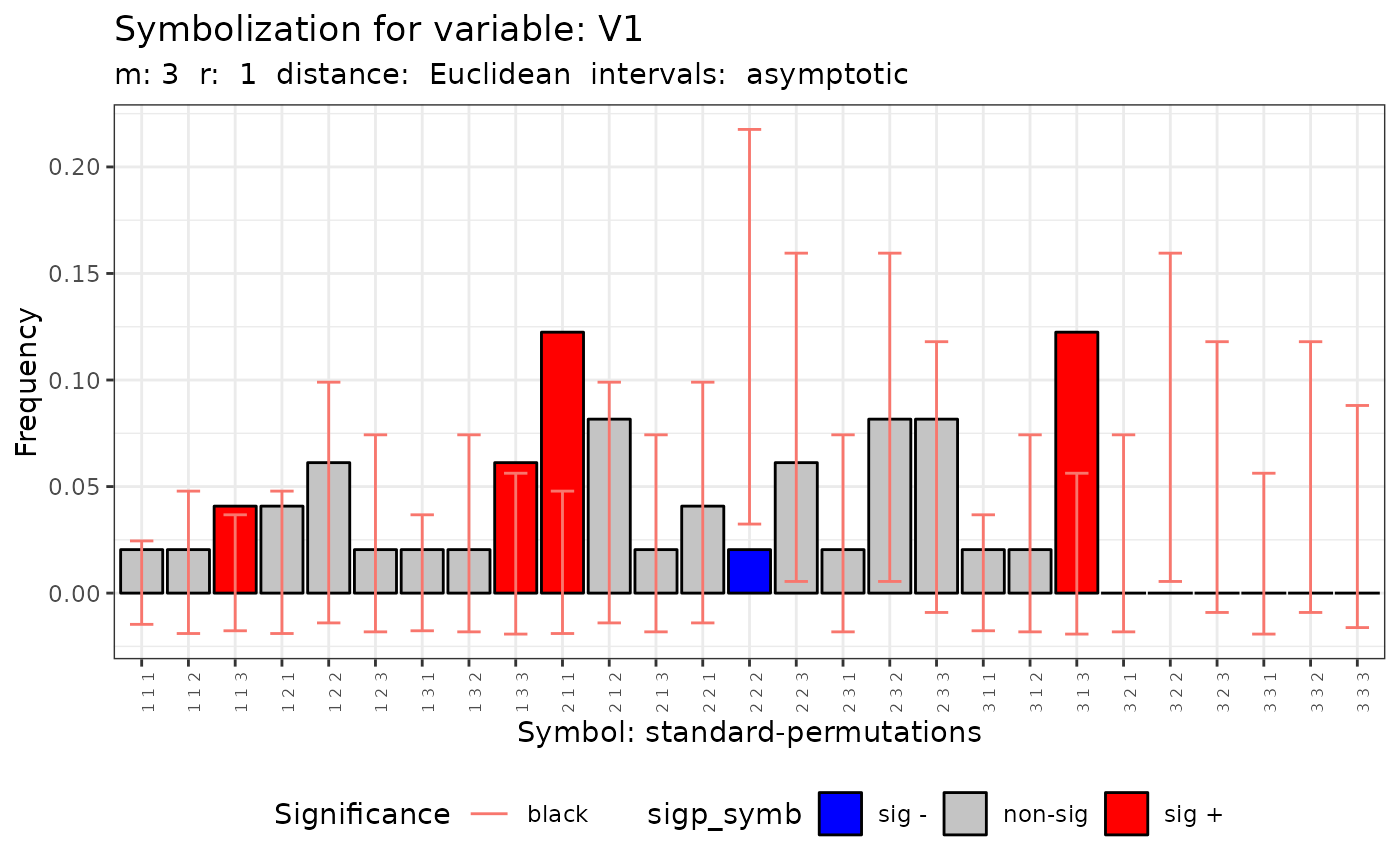 Symbolization for variable: V1
m: 3 r: 1 distance: Euclidean intervals: asymptotic
Frequency
0.20
0.15
0.10
0.05
0.00
1 1 1
1 1 2
1 1 3
1 2 1
1 2 2
1 2 3
1 3 1
1 3 2
1 3 3
2 1 1
2 1 2
2 1 3
2 2 1
2 2 2
2 2 3
2 3 1
2 3 2
2 3 3
3 1 1
3 1 2
3 1 3
3 2 1
3 2 2
3 2 3
3 3 1
3 3 2
3 3 3
Symbol: standard-permutations
Significance black sigp_symb sig - non-sig sig +